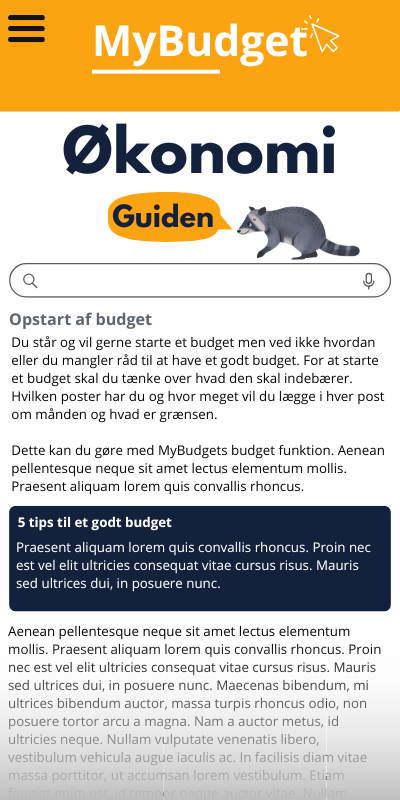 MyBudget
Økonomi
Guiden
Opstart af budget
Du står og vil gerne starte et budget men ved ikke hvordan
eller du mangler råd til at have et godt budget. For at starte
et budget skal du tænke over hvad den skal indebærer.
Hvilken poster har du og hvor meget vil du lægge i hver post
om månden og hvad er grænsen.
Dette kan du gøre med MyBudgets budget funktion. Aenean
pellentesque neque sit amet lectus elementum mollis.
Praesent aliquam lorem quis convallis rhoncus.
5 tips til et godt budget
Praesent aliquam lorem quis convallis rhoncus. Proin nec
est vel elit ultricies consequat vitae cursus risus. Mauris
sed ultrices dui, in posuere nunc.
Aenean pellentesque neque sit amet lectus elementum
mollis. Praesent aliquam lorem quis convallis rhoncus. Proin
nec est vel elit ultricies consequat vitae cursus risus. Mauris
sed ultrices dui, in posuere nunc. Maecenas bibendum, mi
ultrices bibendum auctor, massa turpis rhoncus odio, non
posuere tortor arcu a magna. Nam a auctor metus, id
ultricies neque. Nullam vulputate venenatis libero,
vestibulum vehicula augue iaculis ac. In facilisis diam vitae
massa porttitor, ut accumsan lorem vestibulum. Etiam
feugiat enim est, id tempor neque auctor vitae. Nullam